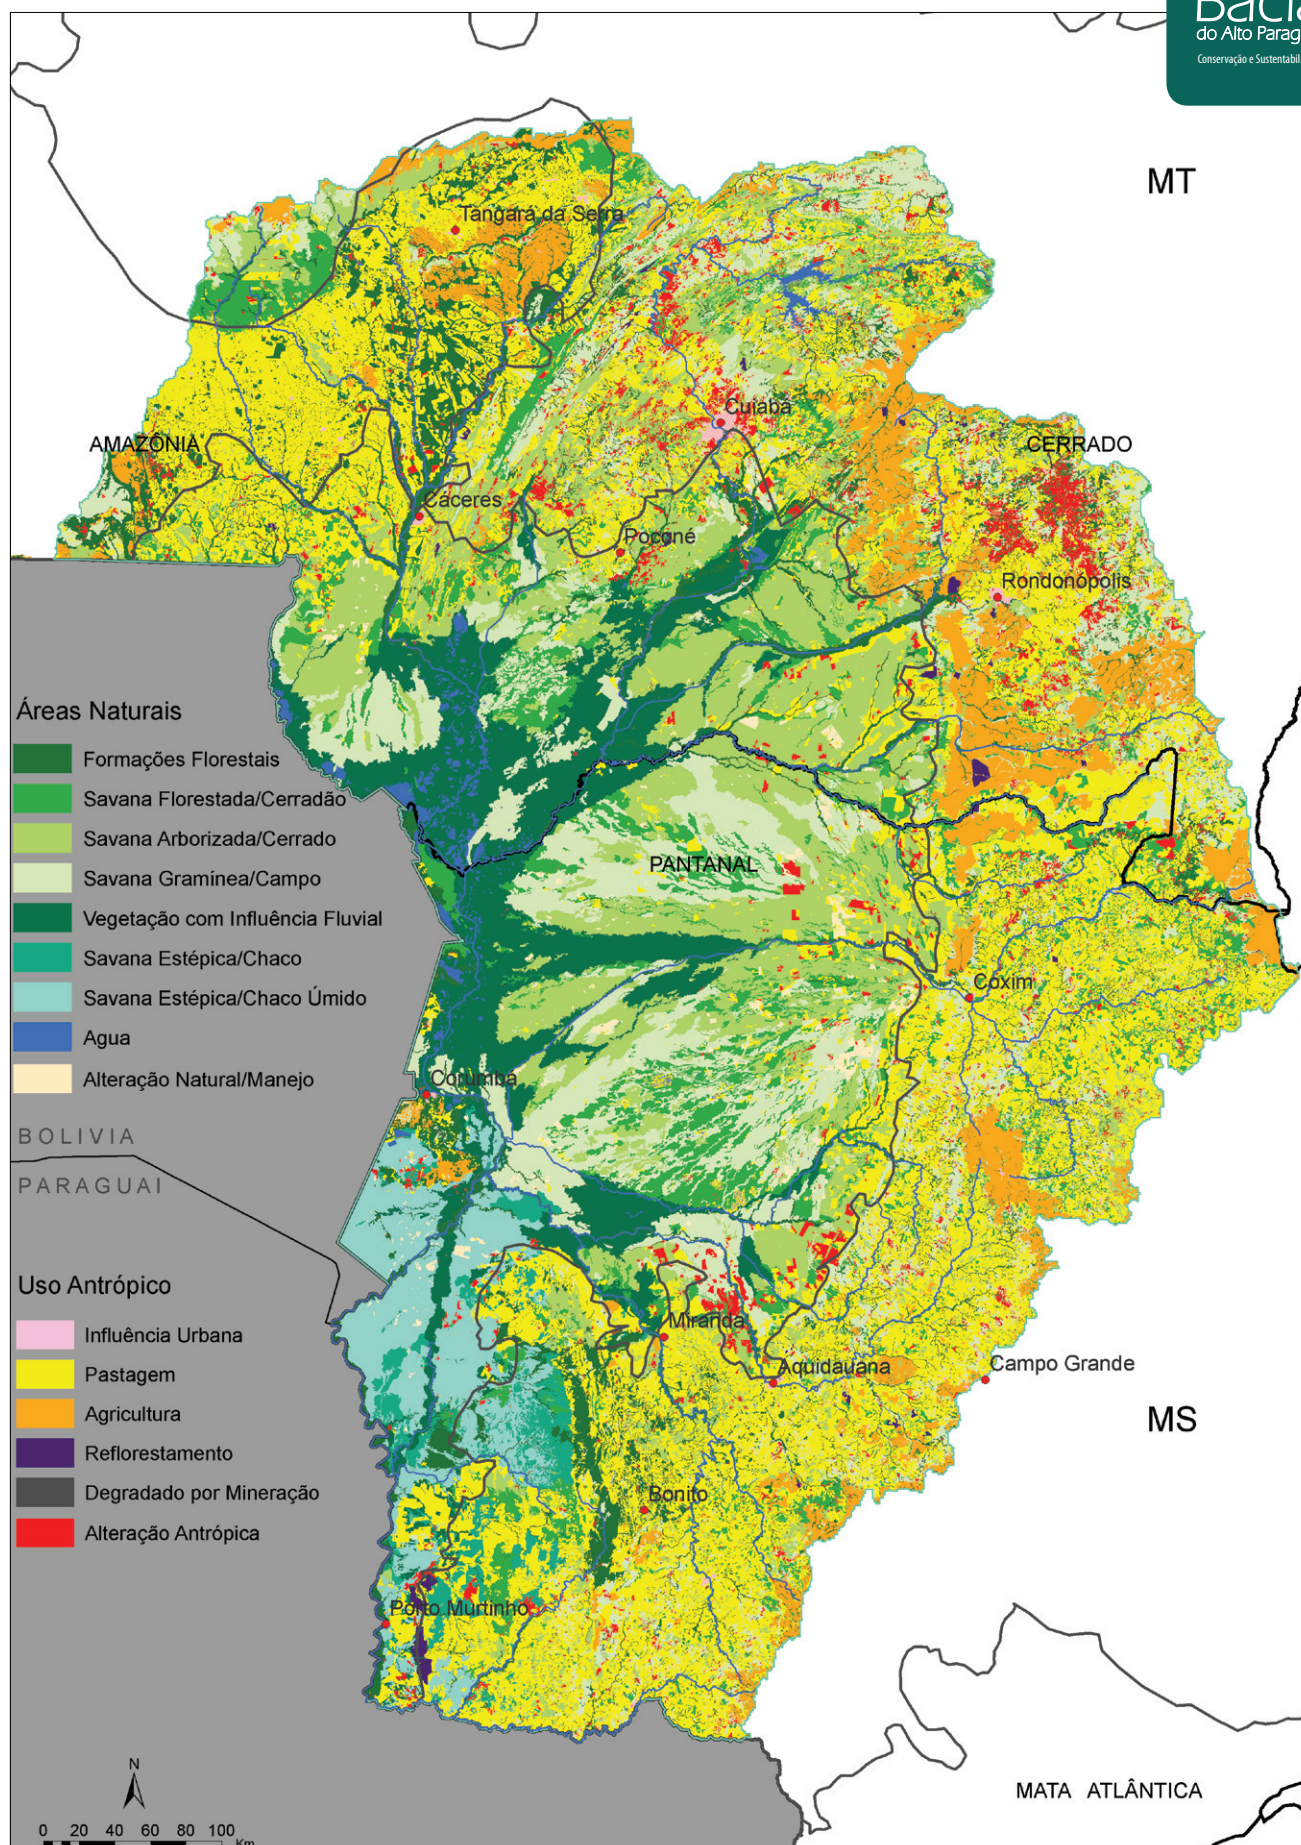 do Alto Parag
Conservação e Sustentabil
MT
Tangará da Serra
Cuiabá
AMAZÔNIA
CERRADO
Cáceres
Poconé
Rondonópolis
Áreas Naturais
Formações Florestais
Savana Florestada/Cerradão
Savana Arborizada/Cerrado
Savana Gramínea/Campo
Vegetação com Influência Fluvial
Savana Estépica/Chaco
Savana Estépica/Chaco Úmido
Agua
Alteração Natural/Manejo
PANTANAL
Coxim
Corumbá
BOLIVIA
PARAGUAI
Uso Antrópico
Influência Urbana
Pastagem
Agricultura
Reflorestamento
Degradado por Mineração
Alteração Antrópica
Miranda
Aquidauana
Campo Grande
MS
Bonito
Porto Murtinho
MATA ATLÂNTICA
N
0 20 40 60 80 100
Km